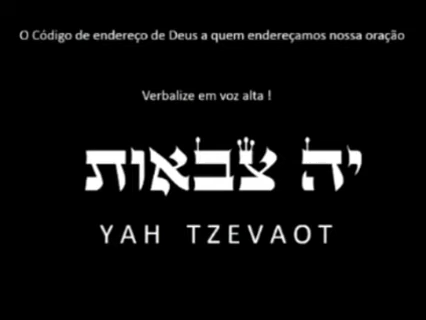 O Código de endereço de Deus a quem endereçamos nossa oração
Verbalize em voz alta !
יה צבאות
YAH TZEVAOT